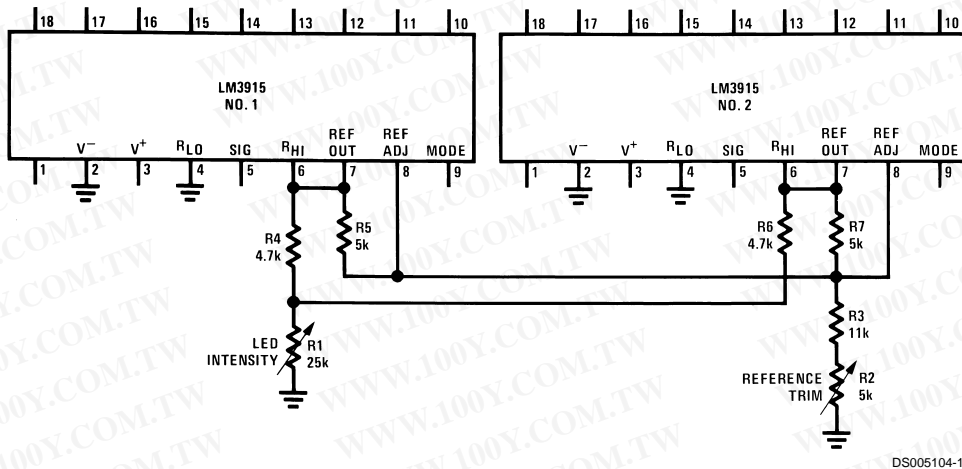 18 17 16 15 14 13 12 11 10
LM3915
NO. 1
V− V+ RLO SIG RHI REF OUT REF ADJ MODE
1 2 3 4 5 6 7 8 9
18 17 16 15 14 13 12 11 10
LM3915
NO. 2
V− V+ RLO SIG RHI REF OUT REF ADJ MODE
1 2 3 4 5 6 7 8 9
R4
4.7k
R5
5k
R6
4.7k
R7
5k
LED
INTENSITY
R1
25k
R3
11k
REFERENCE
TRIM
R2
5k
DS005104-1
WWW.100Y.COM.TW